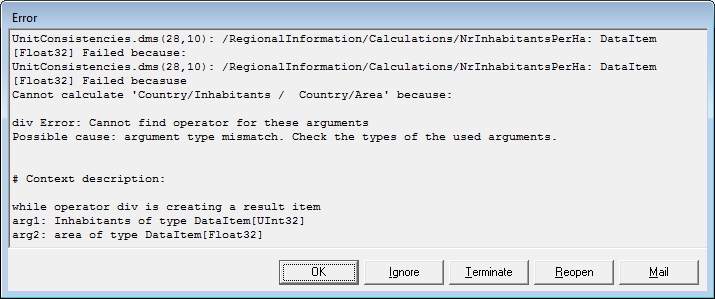 Error
UnitConsistencies.dms(28,10): /RegionalInformation/Calculations/NrInhabitantsPerHa: DataItem
[Float32] Failed because:
UnitConsistencies.dms(28,10): /RegionalInformation/Calculations/NrInhabitantsPerHa: DataItem
[Float32] Failed becasuse
Cannot calculate 'Country/Inhabitants /  Country/Area' because:
div Error: Cannot find operator for these arguments
Possible cause: argument type mismatch. Check the types of the used arguments.
# Context description:
while operator div is creating a result item
arg1: Inhabitants of type DataItem[UInt32]
arg2: area of type DataItem[Float32]
OK Ignore Terminate Reopen Mail